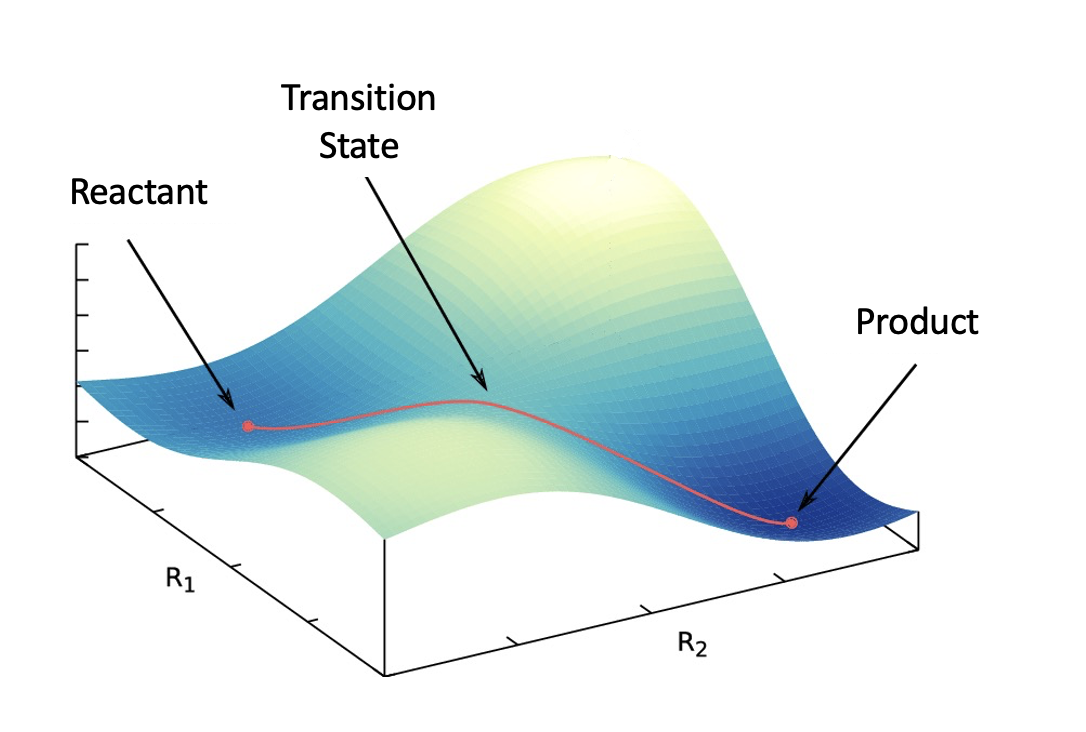 Transition
State
Reactant
Product
R₁
R₂